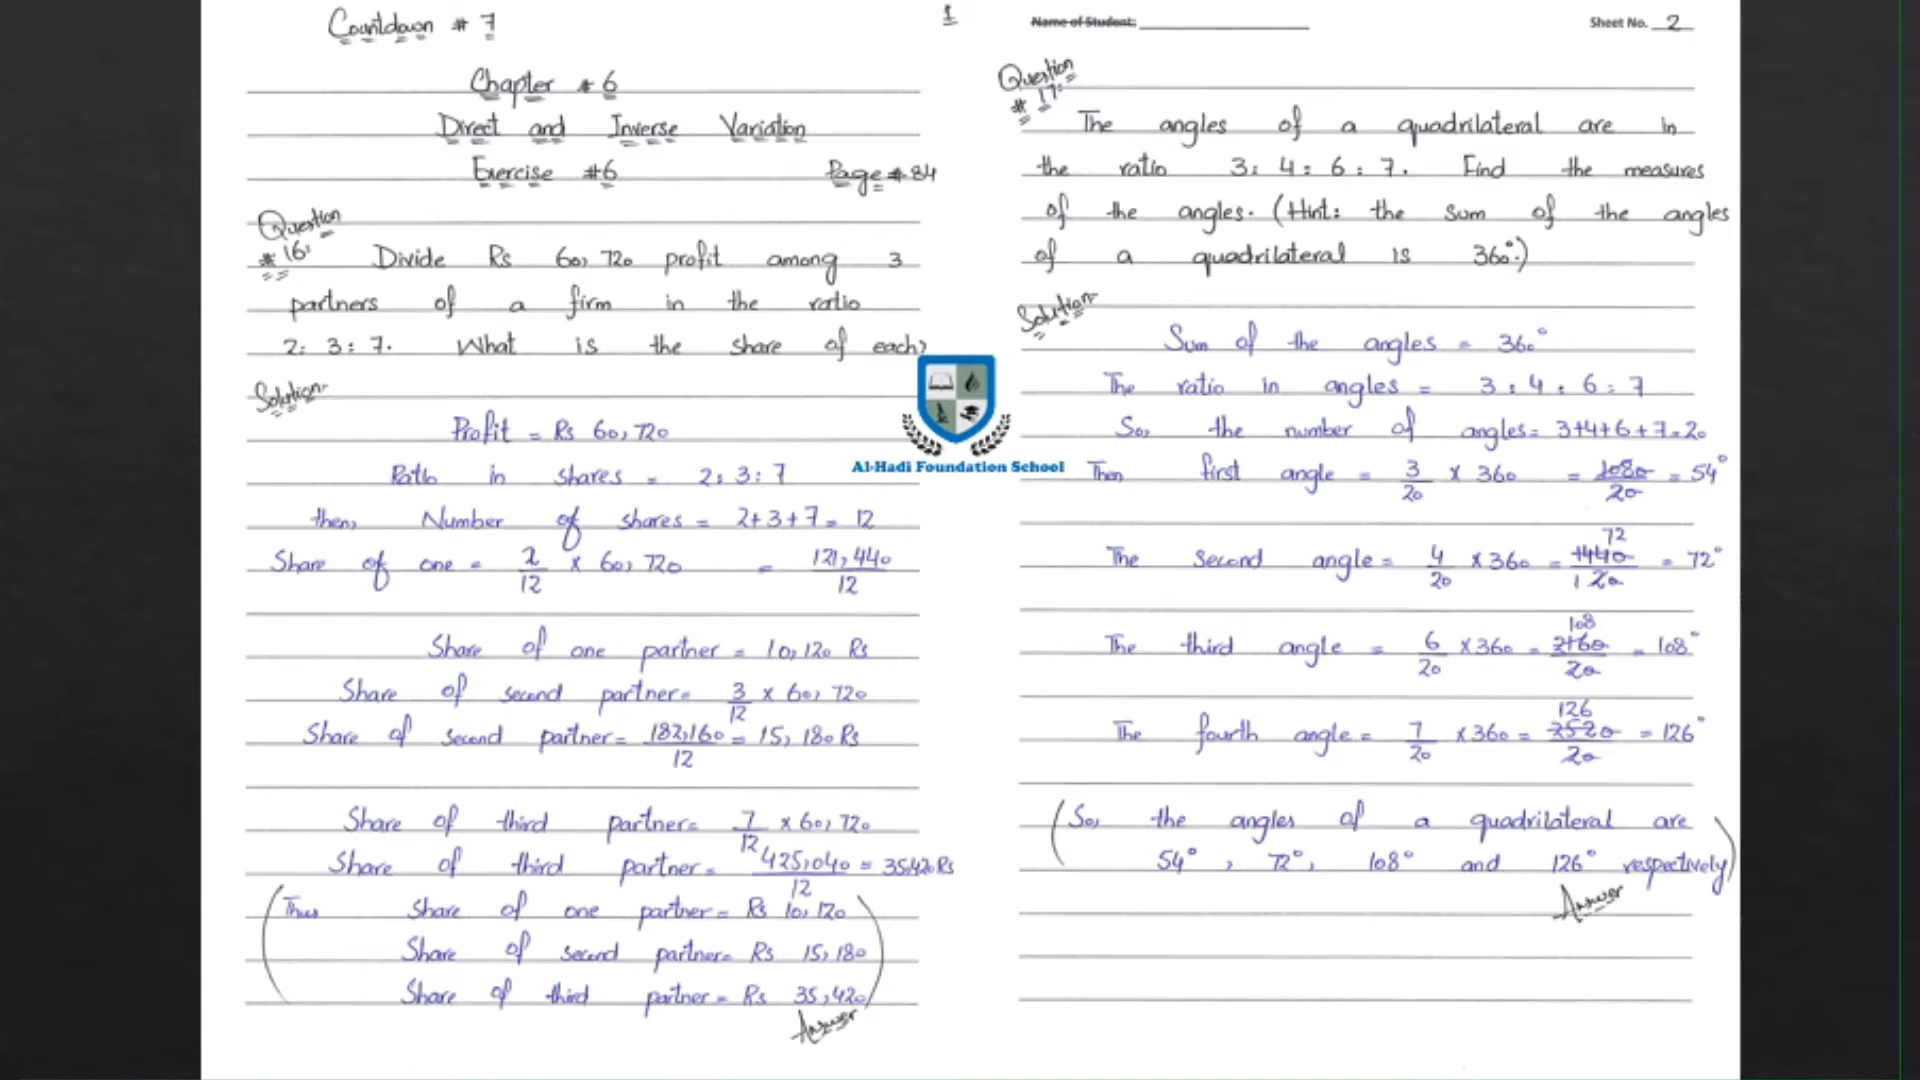 Countdown # 7
1
Chapter # 6
Direct and Inverse Variation
Exercise #6 Page # 84
Question
# 16:
Divide Rs 60,720 profit among 3
partners of a firm in the ratio
2: 3: 7. What is the share of each?
Solution:-
Profit = Rs 60,720
Ratio in shares = 2:3:7
then, Number of shares = 2+3+7 = 12
Share of one = 2/12 x 60,720 = 121,440/12
Share of one partner = 10,120 Rs
Share of second partner= 3/12 x 60,720
Share of second partner= 182,160/12 = 15,180 Rs
Share of third partner= 7/12 x 60,720
Share of third partner= 425,040/12 = 35,420 Rs
(Thus Share of one partner= Rs 10,120
Share of second partner= Rs 15,180
Share of third partner= Rs 35,420)
Answer
Al-Hadi Foundation School
Name of Student: Sheet No. 2
Question
# 17:
The angles of a quadrilateral are in
the ratio 3: 4: 6: 7. Find the measures
of the angles. (Hint: the sum of the angles
of a quadrilateral is 360°.)
Solution:-
Sum of the angles = 360°
The ratio in angles = 3:4:6:7
So, the number of angles= 3+4+6+7=20
Then first angle = 3/20 x 360 = 1080/20 = 54°
72
The second angle= 4/20 x 360 = 1440/20 = 72°
1
108
The third angle = 6/20 x 360 = 2160/20 = 108°
126
The fourth angle= 7/20 x 360 = 2520/20 = 126°
(So, the angles of a quadrilateral are
54°, 72°, 108° and 126° respectively)
Answer